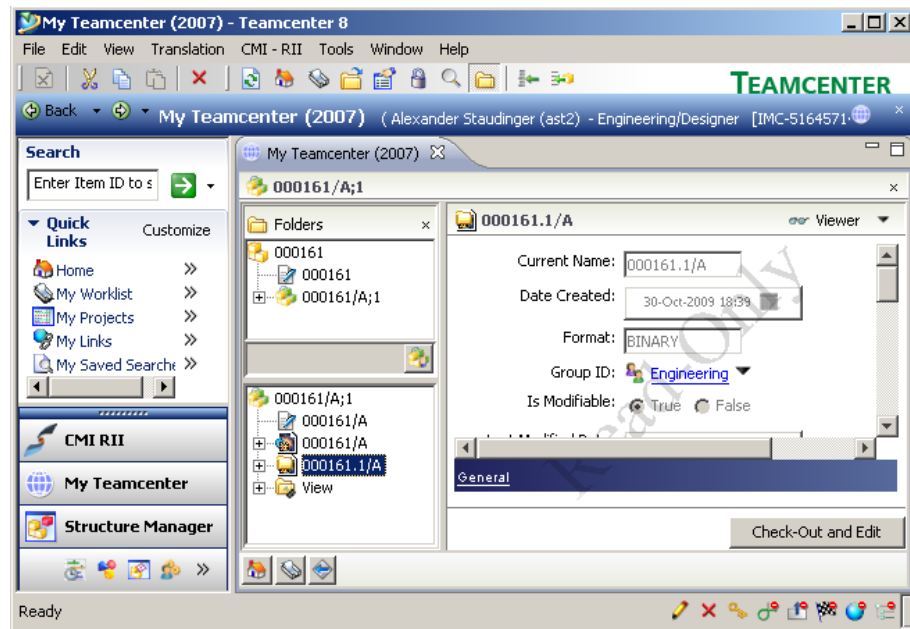 My Teamcenter (2007) - Teamcenter 8
File Edit View Translation CMI - RII Tools Window Help
TEAMCENTER
Back My Teamcenter (2007) ( Alexander Staudinger (ast2) - Engineering/Designer [IMC-5164571-
Search
Enter Item ID to s
Quick Links Customize
Home
My Worklist
My Projects
My Links
My Saved Searche
CMI RII
My Teamcenter
Structure Manager
My Teamcenter (2007)
000161/A;1
Folders
000161
000161
000161/A;1
000161/A;1
000161/A
000161/A
000161.1/A
View
000161.1/A Viewer
Current Name: 000161.1/A
Date Created: 30-Oct-2009 18:39
Format: BINARY
Group ID: Engineering
Is Modifiable: True False
Read-Only
General
Check-Out and Edit
Ready